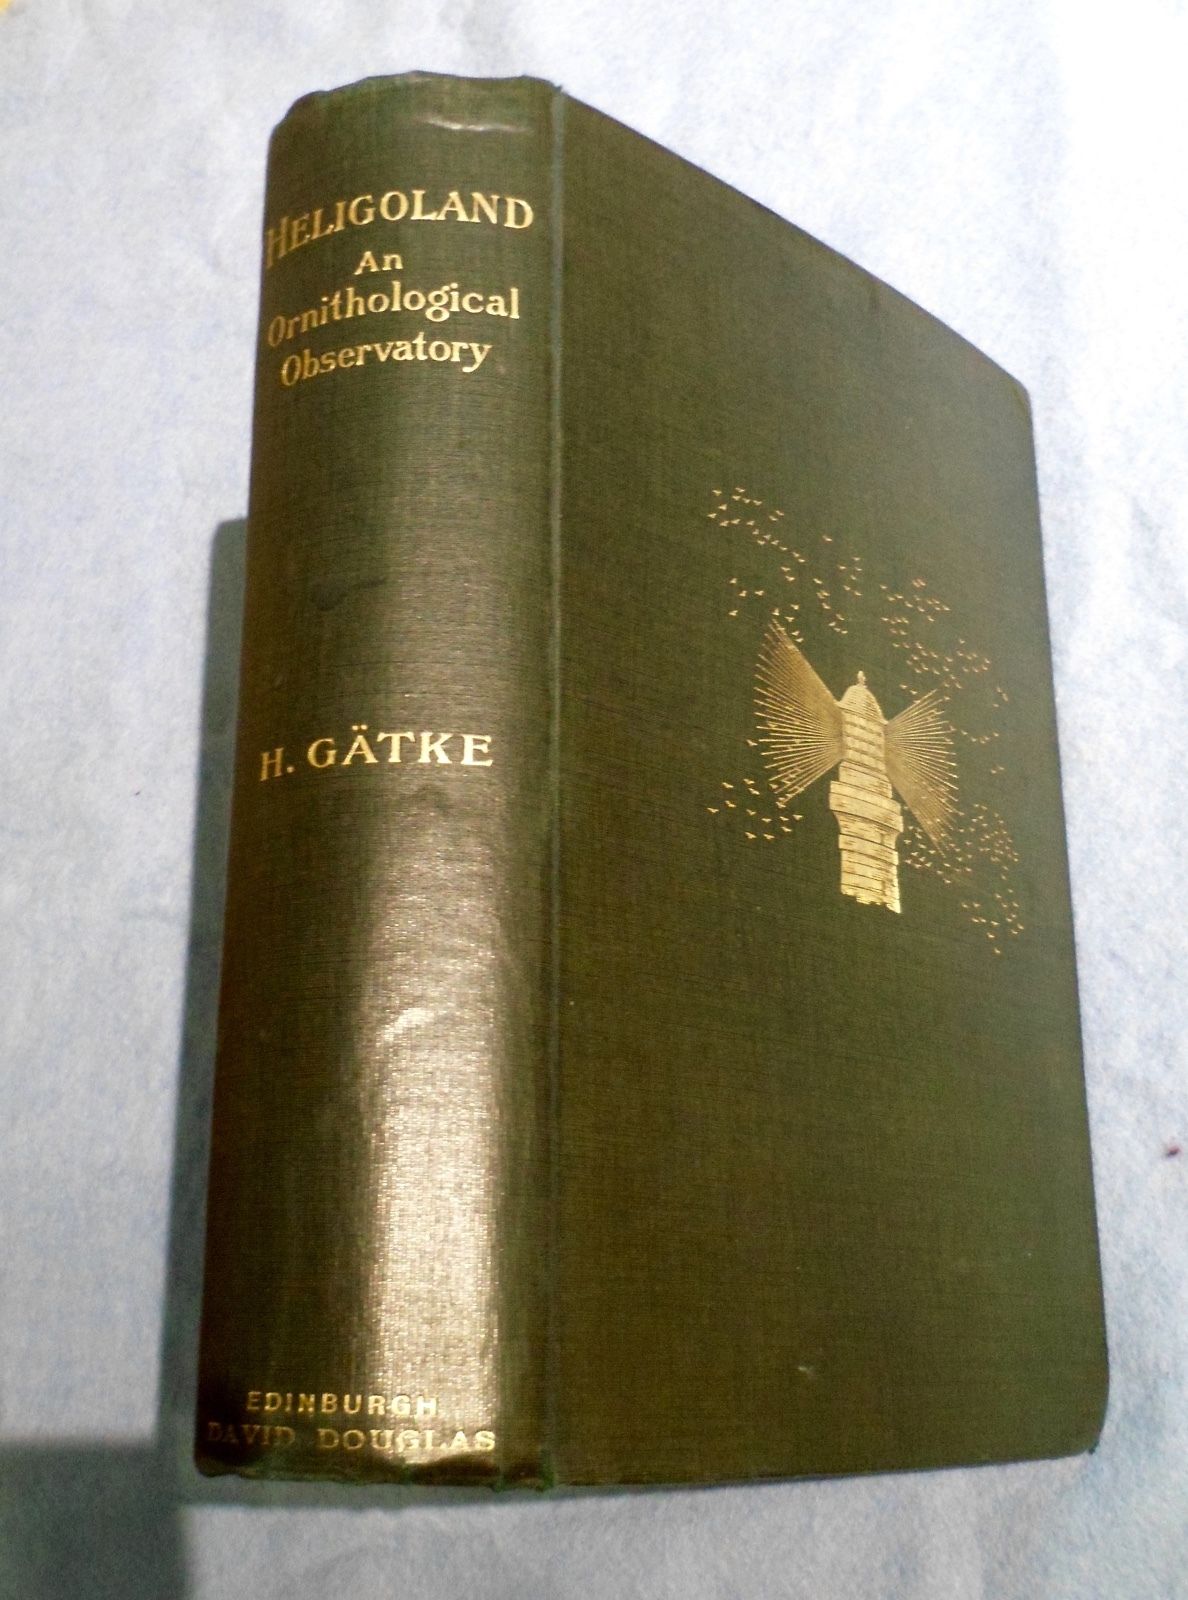 HELIGOLAND
An
Ornithological
Observatory
H. GÄTKE
EDINBURGH
DAVID DOUGLAS